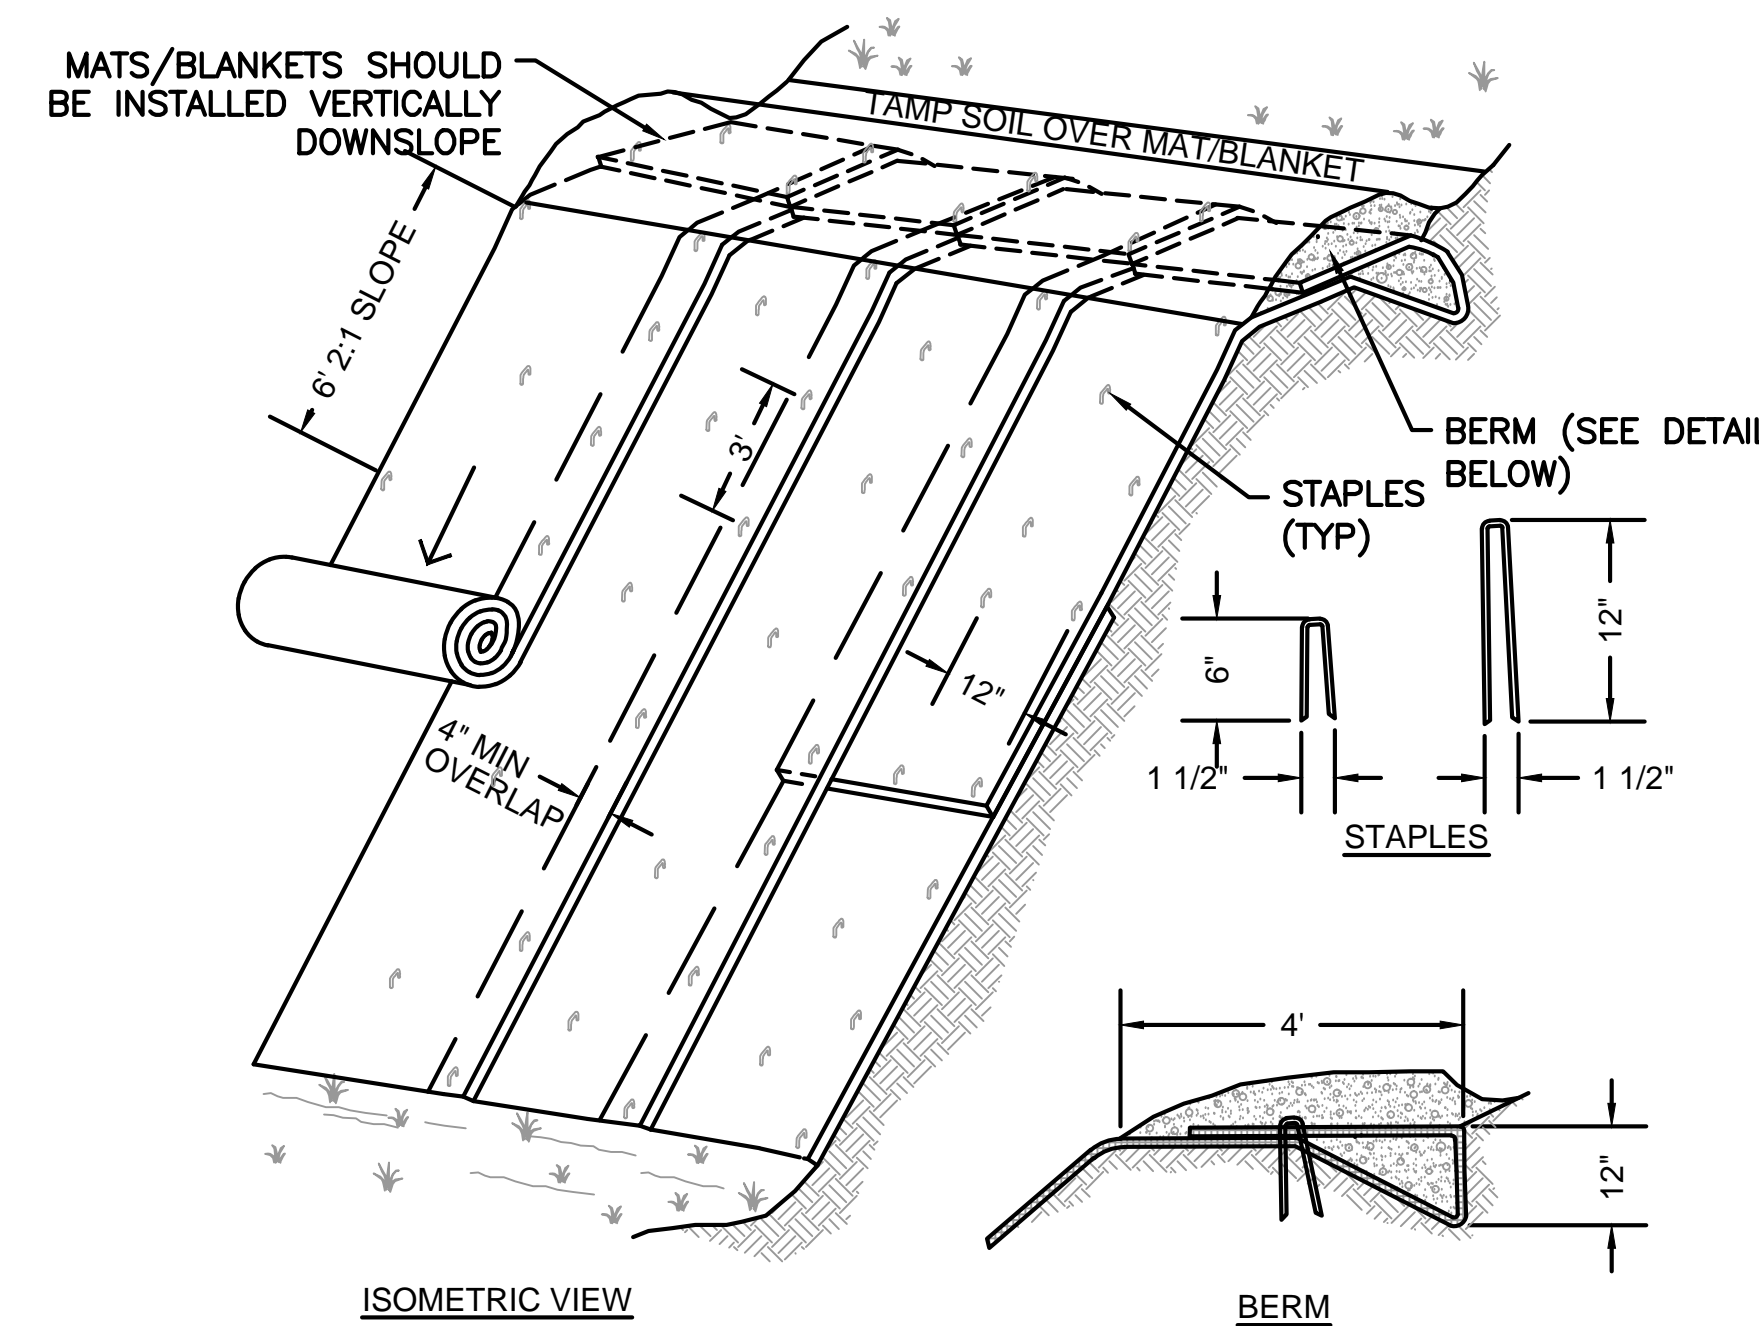 MATS/BLANKETS SHOULD
BE INSTALLED VERTICALLY
DOWNSLOPE
TAMP SOIL OVER MAT/BLANKET
6' 2:1 SLOPE
3'
BERM (SEE DETAIL
BELOW)
STAPLES
(TYP)
12"
6"
12"
4" MIN
OVERLAP
1 1/2"
1 1/2"
STAPLES
4'
12"
ISOMETRIC VIEW
BERM